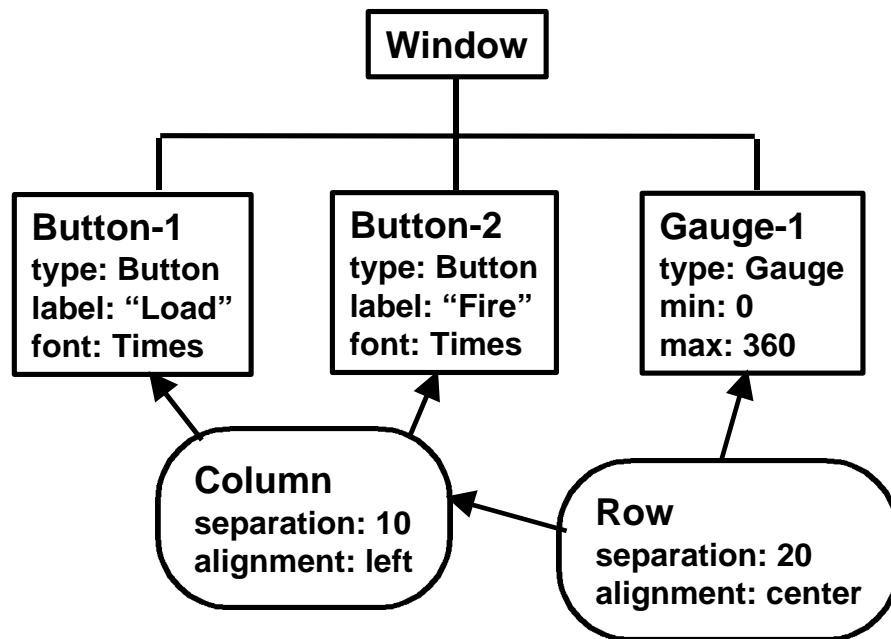 Window
Button-1
type: Button
label: “Load”
font: Times
Button-2
type: Button
label: “Fire”
font: Times
Gauge-1
type: Gauge
min: 0
max: 360
Column
separation: 10
alignment: left
Row
separation: 20
alignment: center